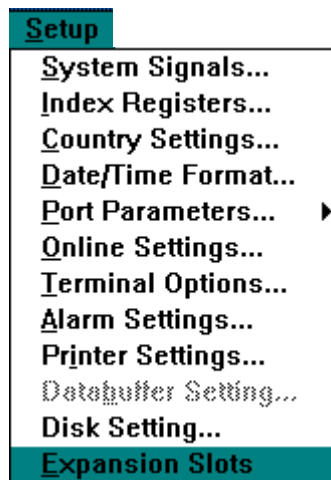 Setup
System Signals...
Index Registers...
Country Settings...
Date/Time Format...
Port Parameters...
Online Settings...
Terminal Options...
Alarm Settings...
Printer Settings...
Databuffer Setting...
Disk Setting...
Expansion Slots